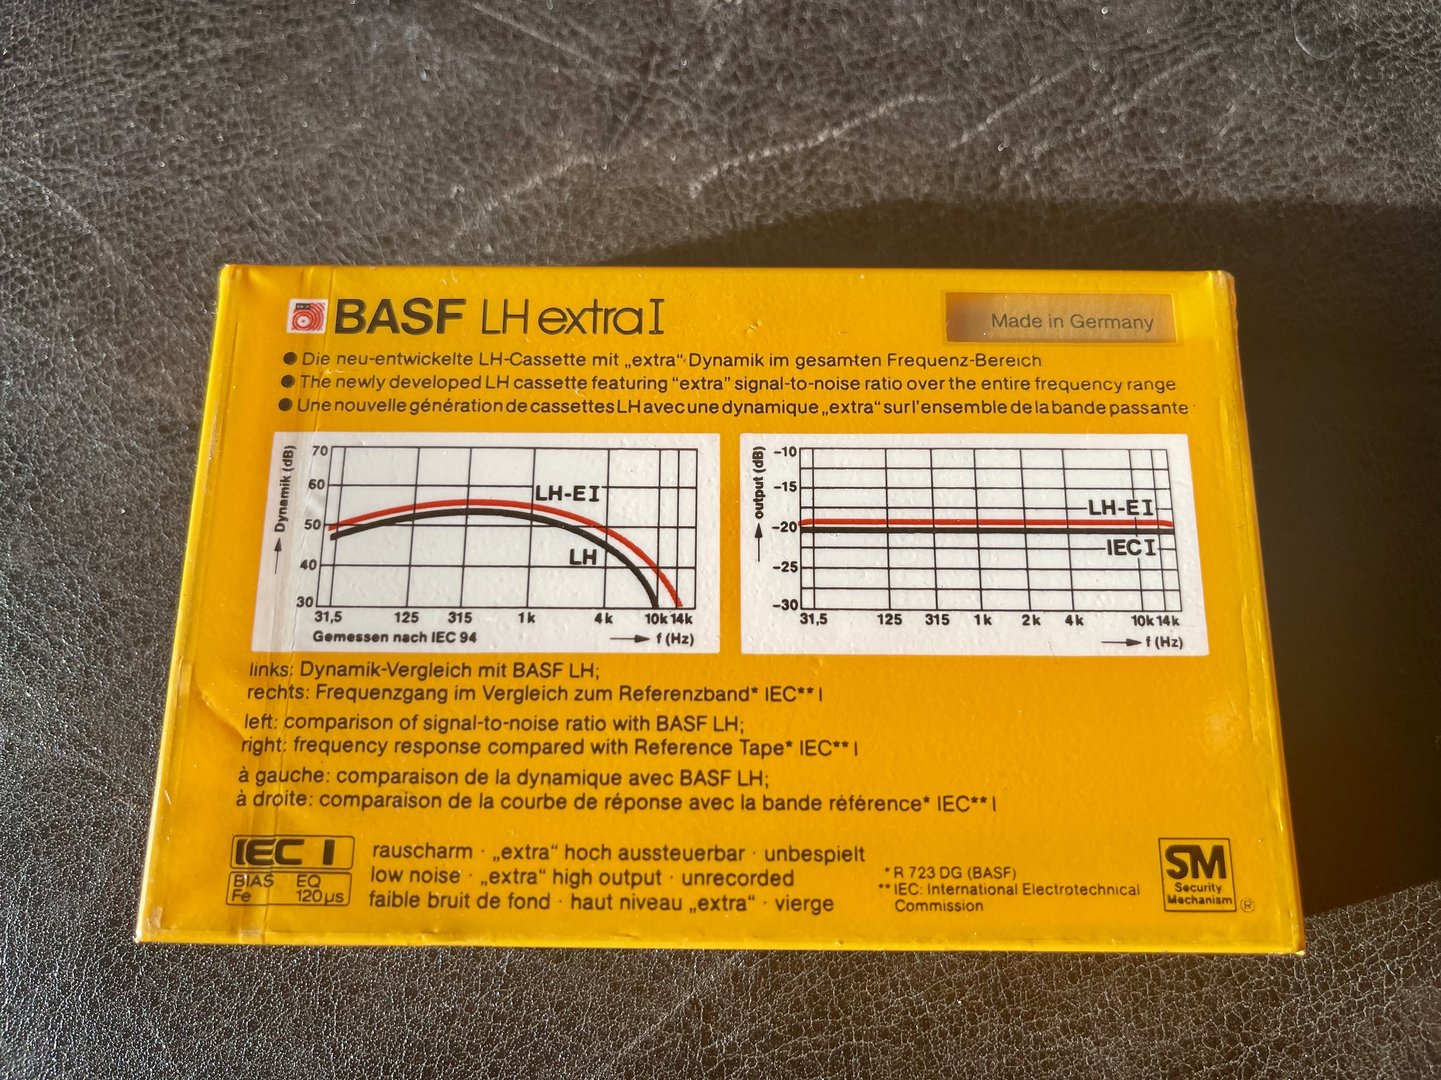 BASF LH extra I
Made in Germany
● Die neu-entwickelte LH-Cassette mit „extra“ Dynamik im gesamten Frequenz-Bereich
● The newly developed LH cassette featuring “extra” signal-to-noise ratio over the entire frequency range
● Une nouvelle génération de cassettes LH avec une dynamique „extra“ sur l'ensemble de la bande passante
Dynamik (dB)
70
60
50
40
30
LH-E I
LH
31,5 125 315 1k 4k 10k 14k
Gemessen nach IEC 94 f (Hz)
output (dB)
-10
-15
-20
-25
-30
LH-E I
IEC I
31,5 125 315 1k 2k 4k 10k 14k
f (Hz)
links: Dynamik-Vergleich mit BASF LH;
rechts: Frequenzgang im Vergleich zum Referenzband* IEC** I
left: comparison of signal-to-noise ratio with BASF LH;
right: frequency response compared with Reference Tape* IEC** I
à gauche: comparaison de la dynamique avec BASF LH;
à droite: comparaison de la courbe de réponse avec la bande référence* IEC** I
IEC I
BIAS EQ
Fe 120µs
rauscharm · „extra“ hoch aussteuerbar · unbespielt
low noise · „extra“ high output · unrecorded
faible bruit de fond · haut niveau „extra“ · vierge
* R 723 DG (BASF)
** IEC: International Electrotechnical
Commission
SM
Security
Mechanism ®